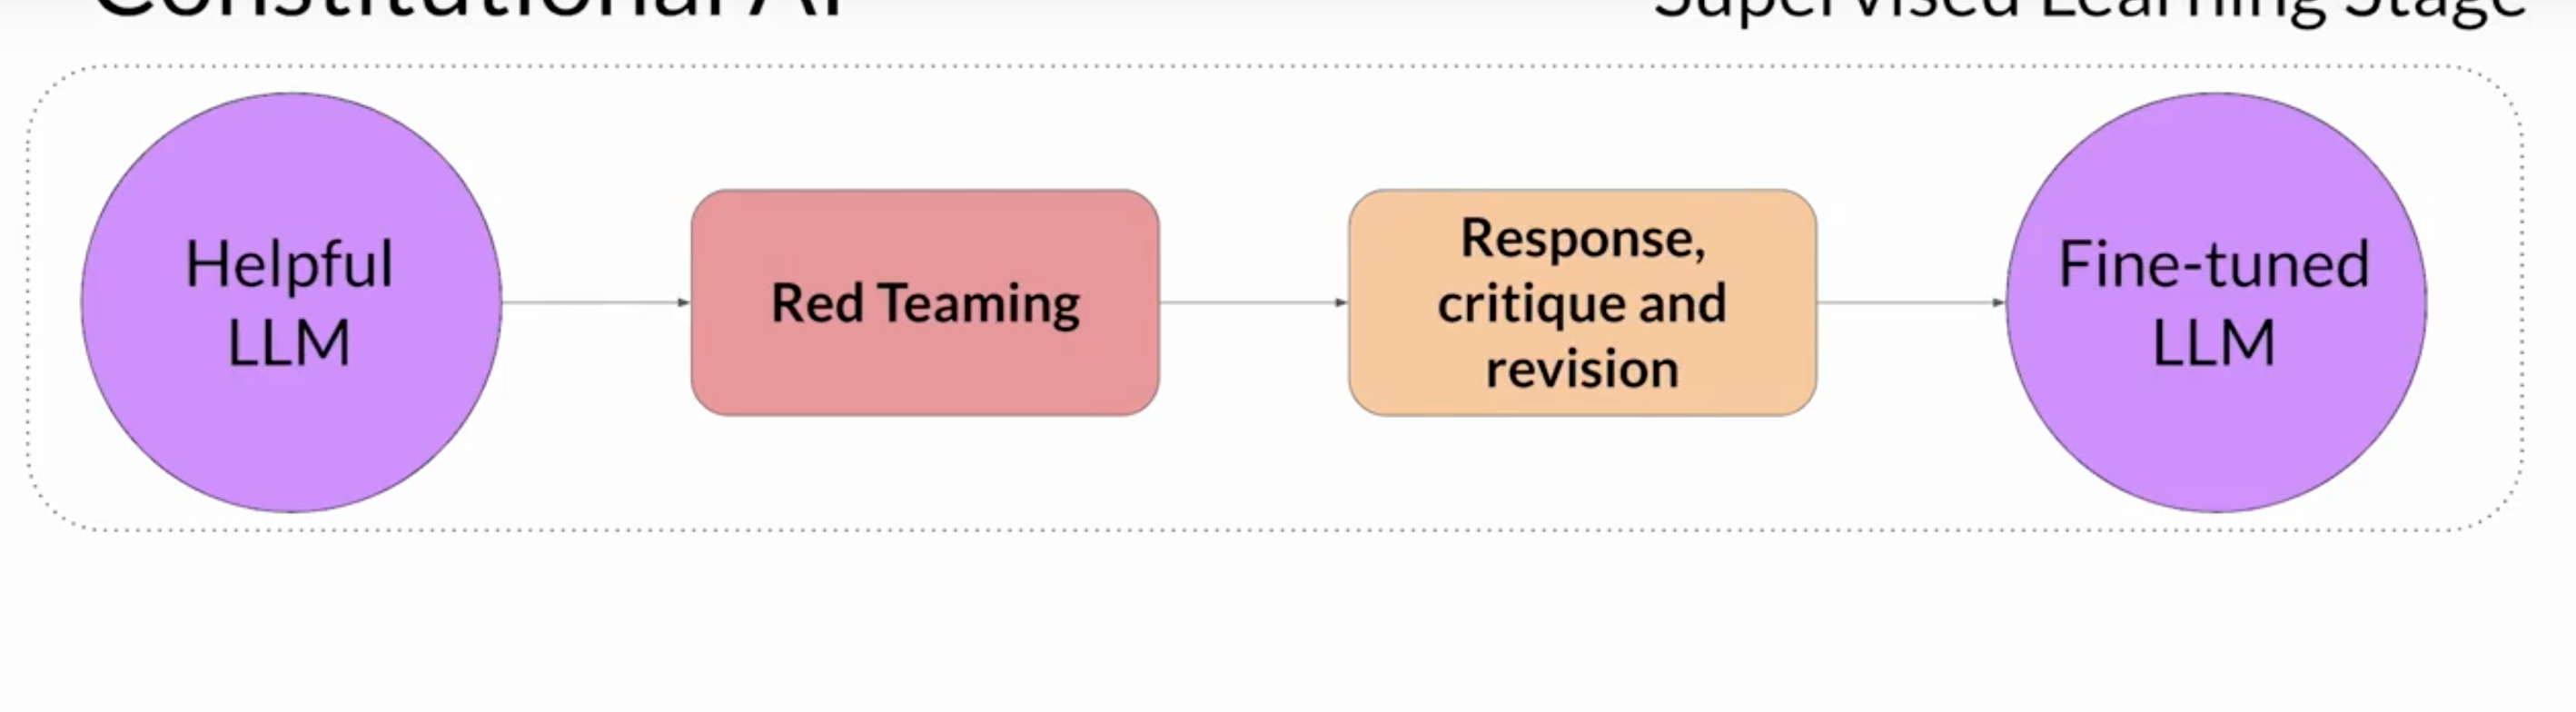 Constitutional AI
Supervised Learning Stage
Helpful
LLM
Red Teaming
Response,
critique and
revision
Fine-tuned
LLM